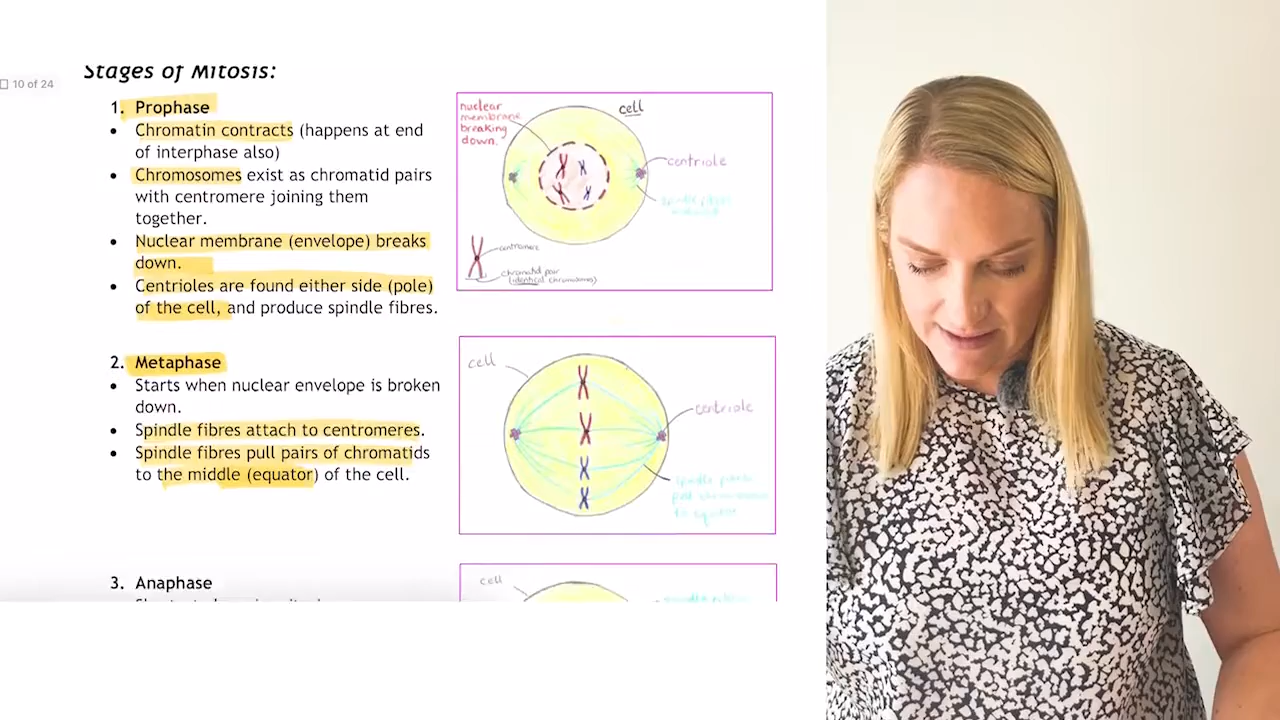 Stages of Mitosis:
10 of 24
1. Prophase
• Chromatin contracts (happens at end
of interphase also)
• Chromosomes exist as chromatid pairs
with centromere joining them
together.
• Nuclear membrane (envelope) breaks
down.
• Centrioles are found either side (pole)
of the cell, and produce spindle fibres.
nuclear
membrane
breaking
down.
cell
centriole
centromere
chromatid pair
(identical chromosomes)
2. Metaphase
• Starts when nuclear envelope is broken
down.
• Spindle fibres attach to centromeres.
• Spindle fibres pull pairs of chromatids
to the middle (equator) of the cell.
cell
centriole
spindle
to equator
3. Anaphase
cell